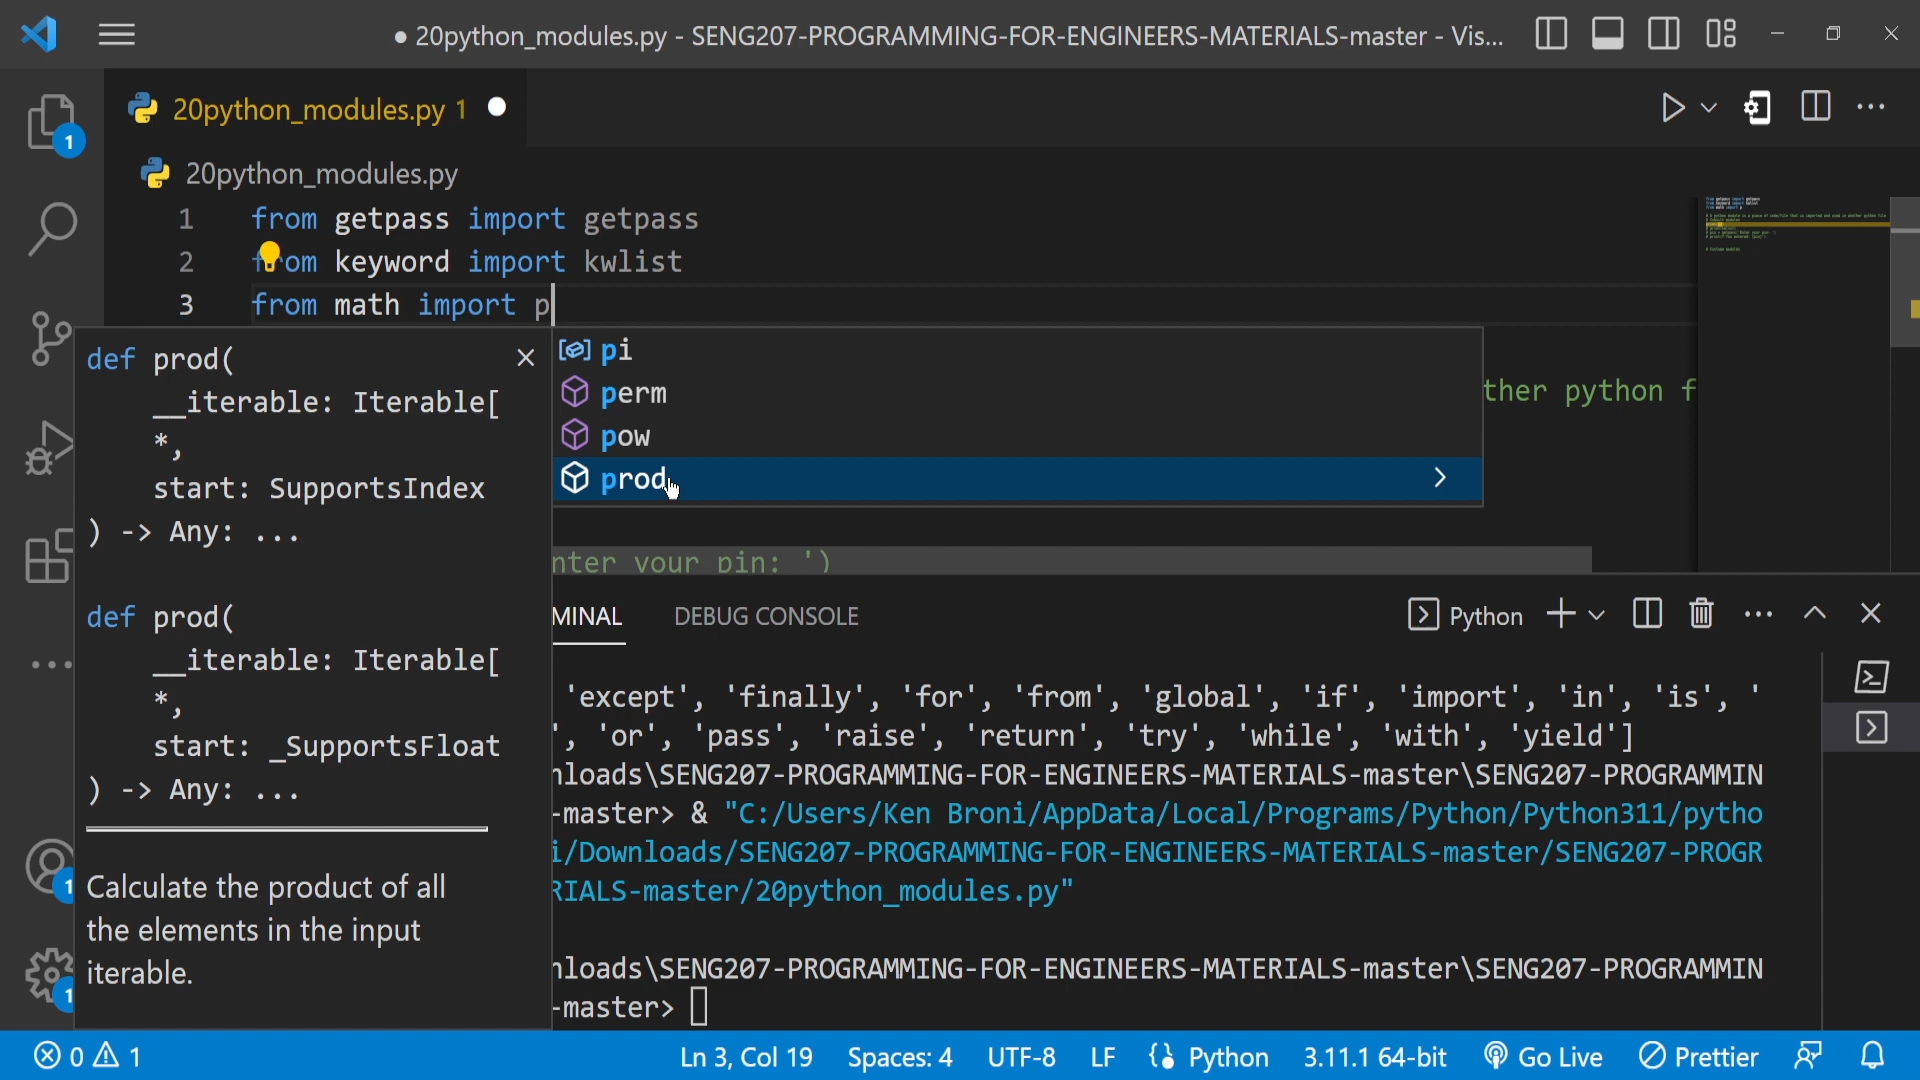 ● 20python_modules.py - SENG207-PROGRAMMING-FOR-ENGINEERS-MATERIALS-master - Vis...
20python_modules.py 1
20python_modules.py
1 from getpass import getpass
2 from keyword import kwlist
3 from math import p
def prod(
__iterable: Iterable[
*,
start: SupportsIndex
) -> Any: ...
def prod(
__iterable: Iterable[
*,
start: _SupportsFloat
) -> Any: ...
Calculate the product of all
the elements in the input
iterable.
pi
perm
pow
prod
ther python f
nter your pin: ')
MINAL DEBUG CONSOLE Python
'except', 'finally', 'for', 'from', 'global', 'if', 'import', 'in', 'is', '
', 'or', 'pass', 'raise', 'return', 'try', 'while', 'with', 'yield']
nloads\SENG207-PROGRAMMING-FOR-ENGINEERS-MATERIALS-master\SENG207-PROGRAMMIN
-master> & "C:/Users/Ken Broni/AppData/Local/Programs/Python/Python311/pytho
i/Downloads/SENG207-PROGRAMMING-FOR-ENGINEERS-MATERIALS-master/SENG207-PROGR
RIALS-master/20python_modules.py"
nloads\SENG207-PROGRAMMING-FOR-ENGINEERS-MATERIALS-master\SENG207-PROGRAMMIN
-master>
1
1
1
0 1 Ln 3, Col 19 Spaces: 4 UTF-8 LF Python 3.11.1 64-bit Go Live Prettier